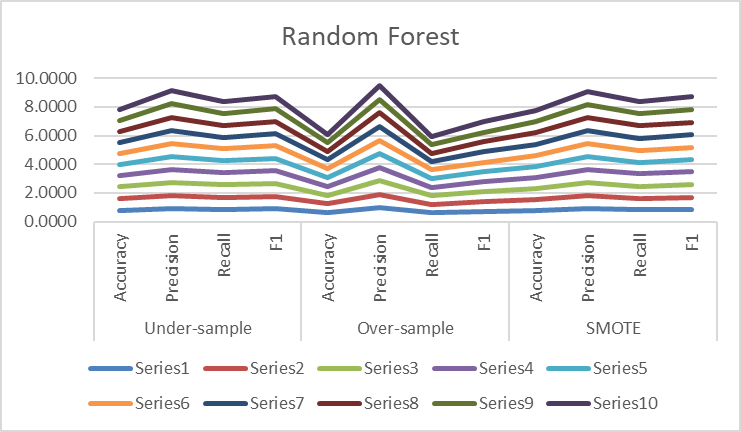 Random Forest
10.0000
8.0000
6.0000
4.0000
2.0000
0.0000
Accuracy
Precision
Recall
F1
Accuracy
Precision
Recall
F1
Accuracy
Precision
Recall
F1
Under-sample
Over-sample
SMOTE
Series1 Series2 Series3 Series4 Series5
Series6 Series7 Series8 Series9 Series10